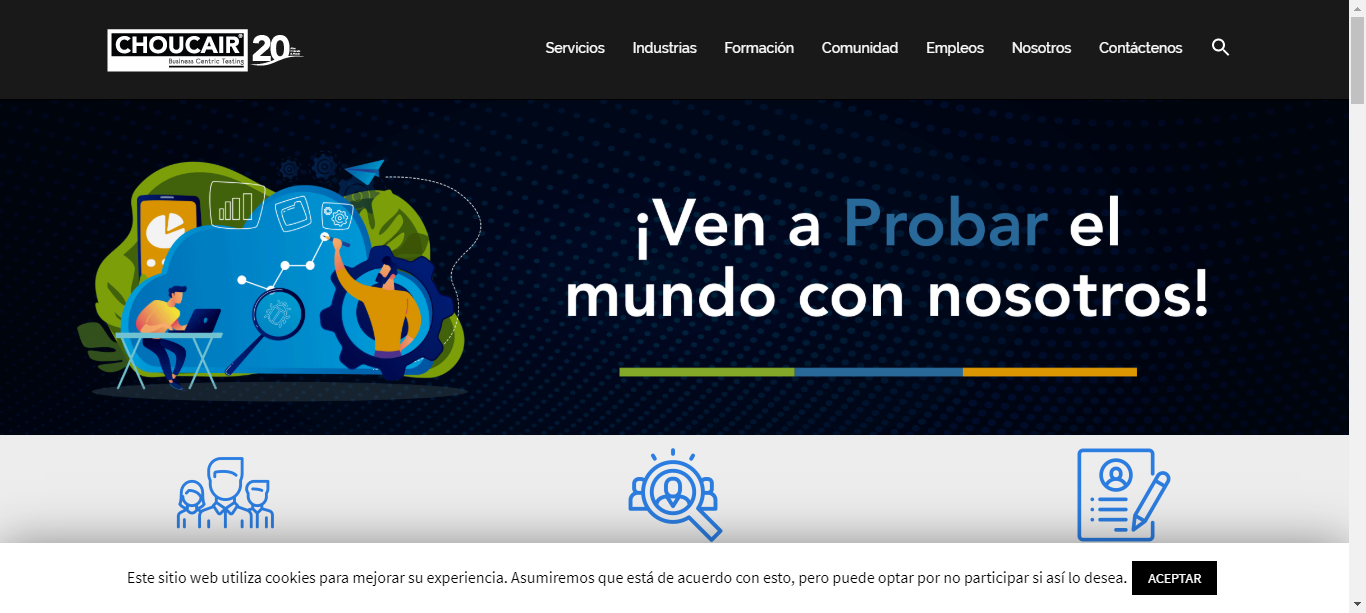 CHOUCAIR®
Business Centric Testing
20
Servicios Industrias Formación Comunidad Empleos Nosotros Contáctenos
¡Ven a Probar el
mundo con nosotros!
Este sitio web utiliza cookies para mejorar su experiencia. Asumiremos que está de acuerdo con esto, pero puede optar por no participar si así lo desea. ACEPTAR